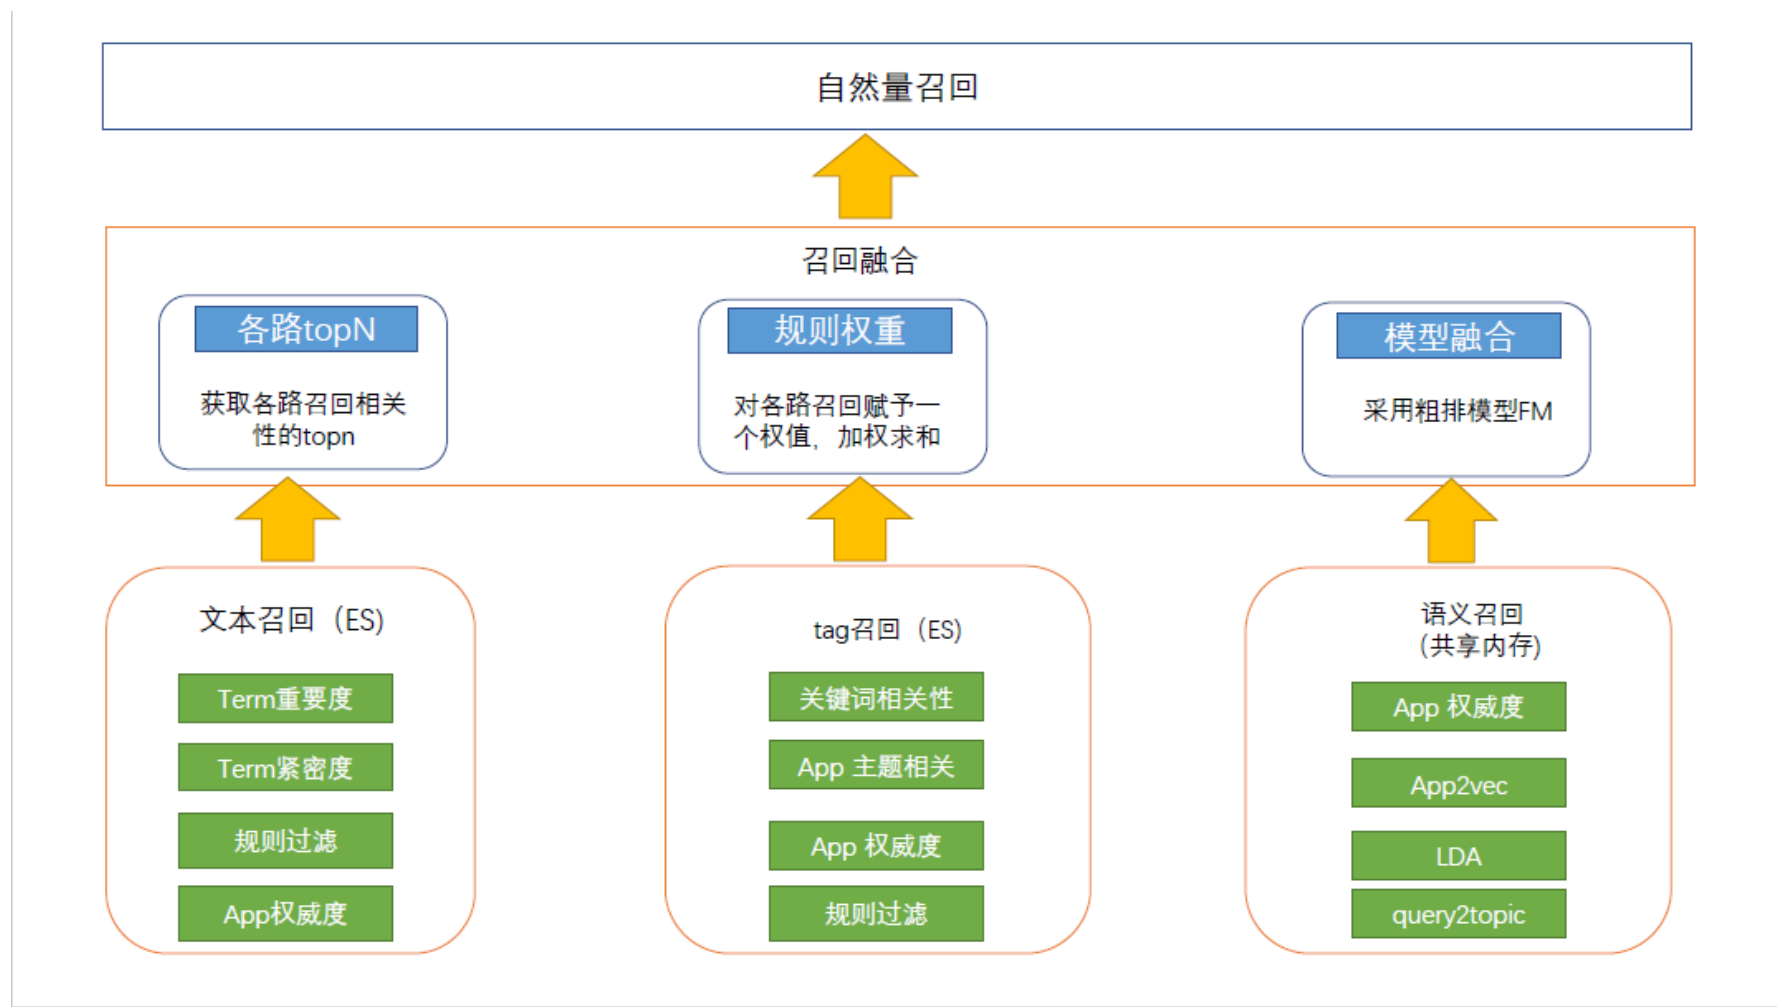 自然量召回
召回融合
各路topN
获取各路召回相关
性的topn
规则权重
对各路召回赋予一
个权值，加权求和
模型融合
采用粗排模型FM
文本召回（ES)
Term重要度
Term紧密度
规则过滤
App权威度
tag召回（ES)
关键词相关性
App 主题相关
App 权威度
规则过滤
语义召回
（共享内存)
App 权威度
App2vec
LDA
query2topic